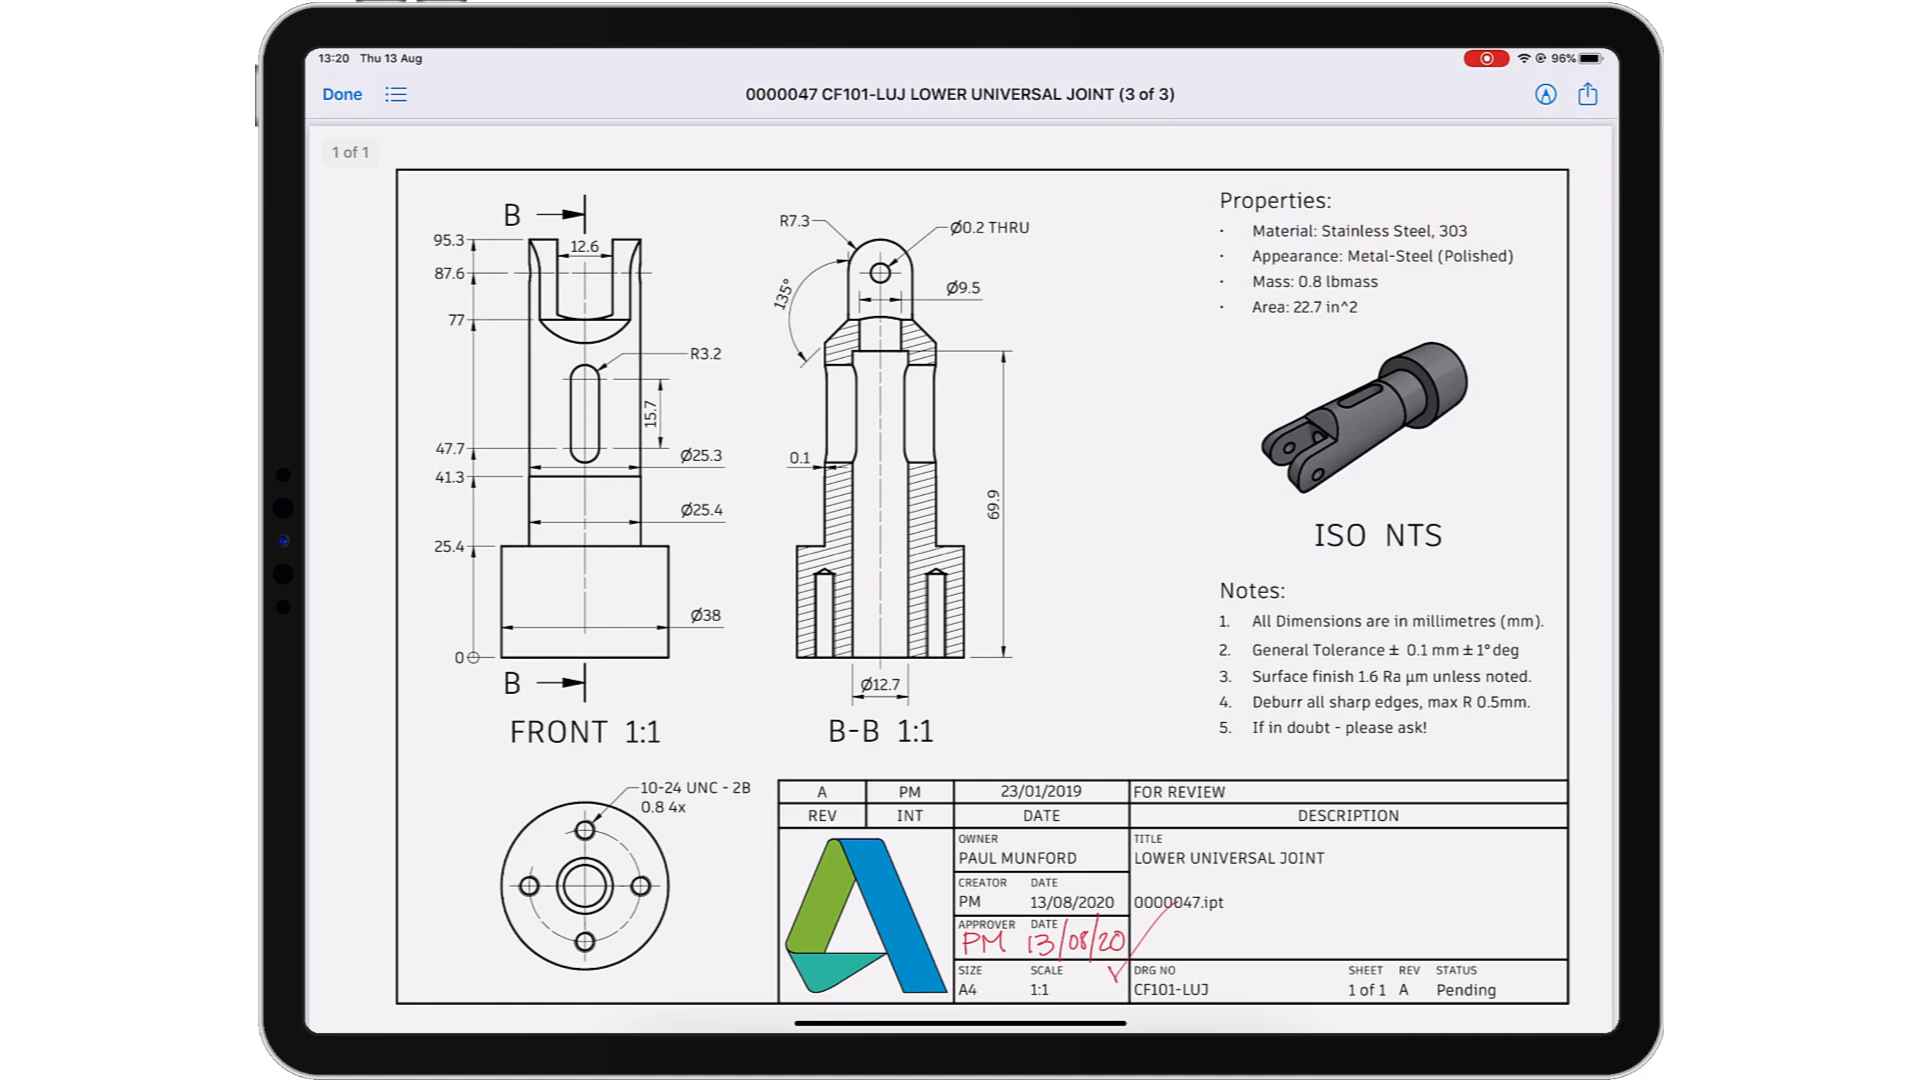 13:20 Thu 13 Aug
96%
Done
0000047 CF101-LUJ LOWER UNIVERSAL JOINT (3 of 3)
1 of 1
B
95.3
12.6
87.6
77
R3.2
15.7
47.7
Ø25.3
41.3
Ø25.4
25.4
Ø38
0
B
FRONT 1:1
R7.3
Ø0.2 THRU
135°
Ø9.5
0.1
69.9
Ø12.7
B-B 1:1
Properties:
· Material: Stainless Steel, 303
· Appearance: Metal-Steel (Polished)
· Mass: 0.8 lbmass
· Area: 22.7 in^2
ISO NTS
Notes:
1. All Dimensions are in millimetres (mm).
2. General Tolerance ± 0.1 mm ± 1° deg
3. Surface finish 1.6 Ra µm unless noted.
4. Deburr all sharp edges, max R 0.5mm.
5. If in doubt - please ask!
10-24 UNC - 2B
0.8 4x
A PM 23/01/2019 FOR REVIEW
REV INT DATE DESCRIPTION
OWNER
PAUL MUNFORD
TITLE
LOWER UNIVERSAL JOINT
CREATOR DATE
PM 13/08/2020
0000047.ipt
APPROVER DATE
PM 13/08/20
SIZE SCALE
A4 1:1
DRG NO SHEET REV STATUS
CF101-LUJ 1 of 1 A Pending